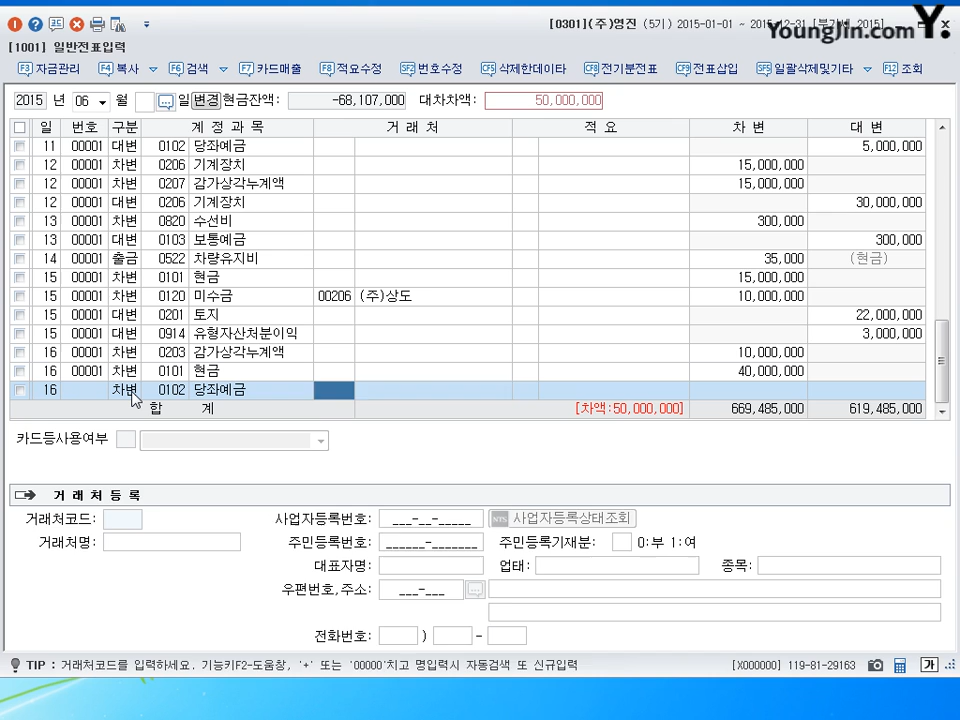 [0301](주)영진 (5기) 2015-01-01 ~ 2015-12-31 [부가세 2015]
YoungJin.com Y.
[1001] 일반전표입력
F3 자금관리 F4 복사 F6 검색 F7 카드매출 F8 적요수정 SF2 번호수정 CF5 삭제한데이타 CF8 전기분전표 CF9 전표삽입 SF5 일괄삭제및기타 F12 조회
2015 년 06 월 일 변경 현금잔액: -68,107,000 대차차액: 50,000,000
일 번호 구분 계 정 과 목 거 래 처 적 요 차 변 대 변
11 00001 대변 0102 당좌예금 5,000,000
12 00001 차변 0206 기계장치 15,000,000
12 00001 차변 0207 감가상각누계액 15,000,000
12 00001 대변 0206 기계장치 30,000,000
13 00001 차변 0820 수선비 300,000
13 00001 대변 0103 보통예금 300,000
14 00001 출금 0522 차량유지비 35,000 (현금)
15 00001 차변 0101 현금 15,000,000
15 00001 차변 0120 미수금 00206 (주)상도 10,000,000
15 00001 대변 0201 토지 22,000,000
15 00001 대변 0914 유형자산처분이익 3,000,000
16 00001 차변 0203 감가상각누계액 10,000,000
16 00001 차변 0101 현금 40,000,000
16 차변 0102 당좌예금
합 계 [차액:50,000,000] 669,485,000 619,485,000
카드등사용여부
거 래 처 등 록
거래처코드: 사업자등록번호: ___-__-_____ NTS 사업자등록상태조회
거래처명: 주민등록번호: ______-_______ 주민등록기재분: 0:부 1:여
대표자명: 업태: 종목:
우편번호,주소: ___-___
전화번호: ) -
TIP : 거래처코드를 입력하세요. 기능키F2-도움창, '+' 또는 '00000'치고 명입력시 자동검색 또 신규입력 [X000000] 119-81-29163 가